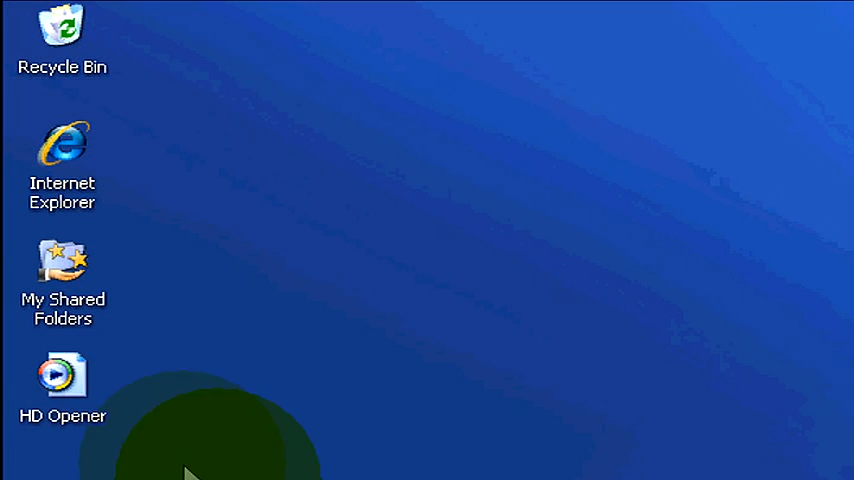 Recycle Bin
Internet
Explorer
My Shared
Folders
HD Opener